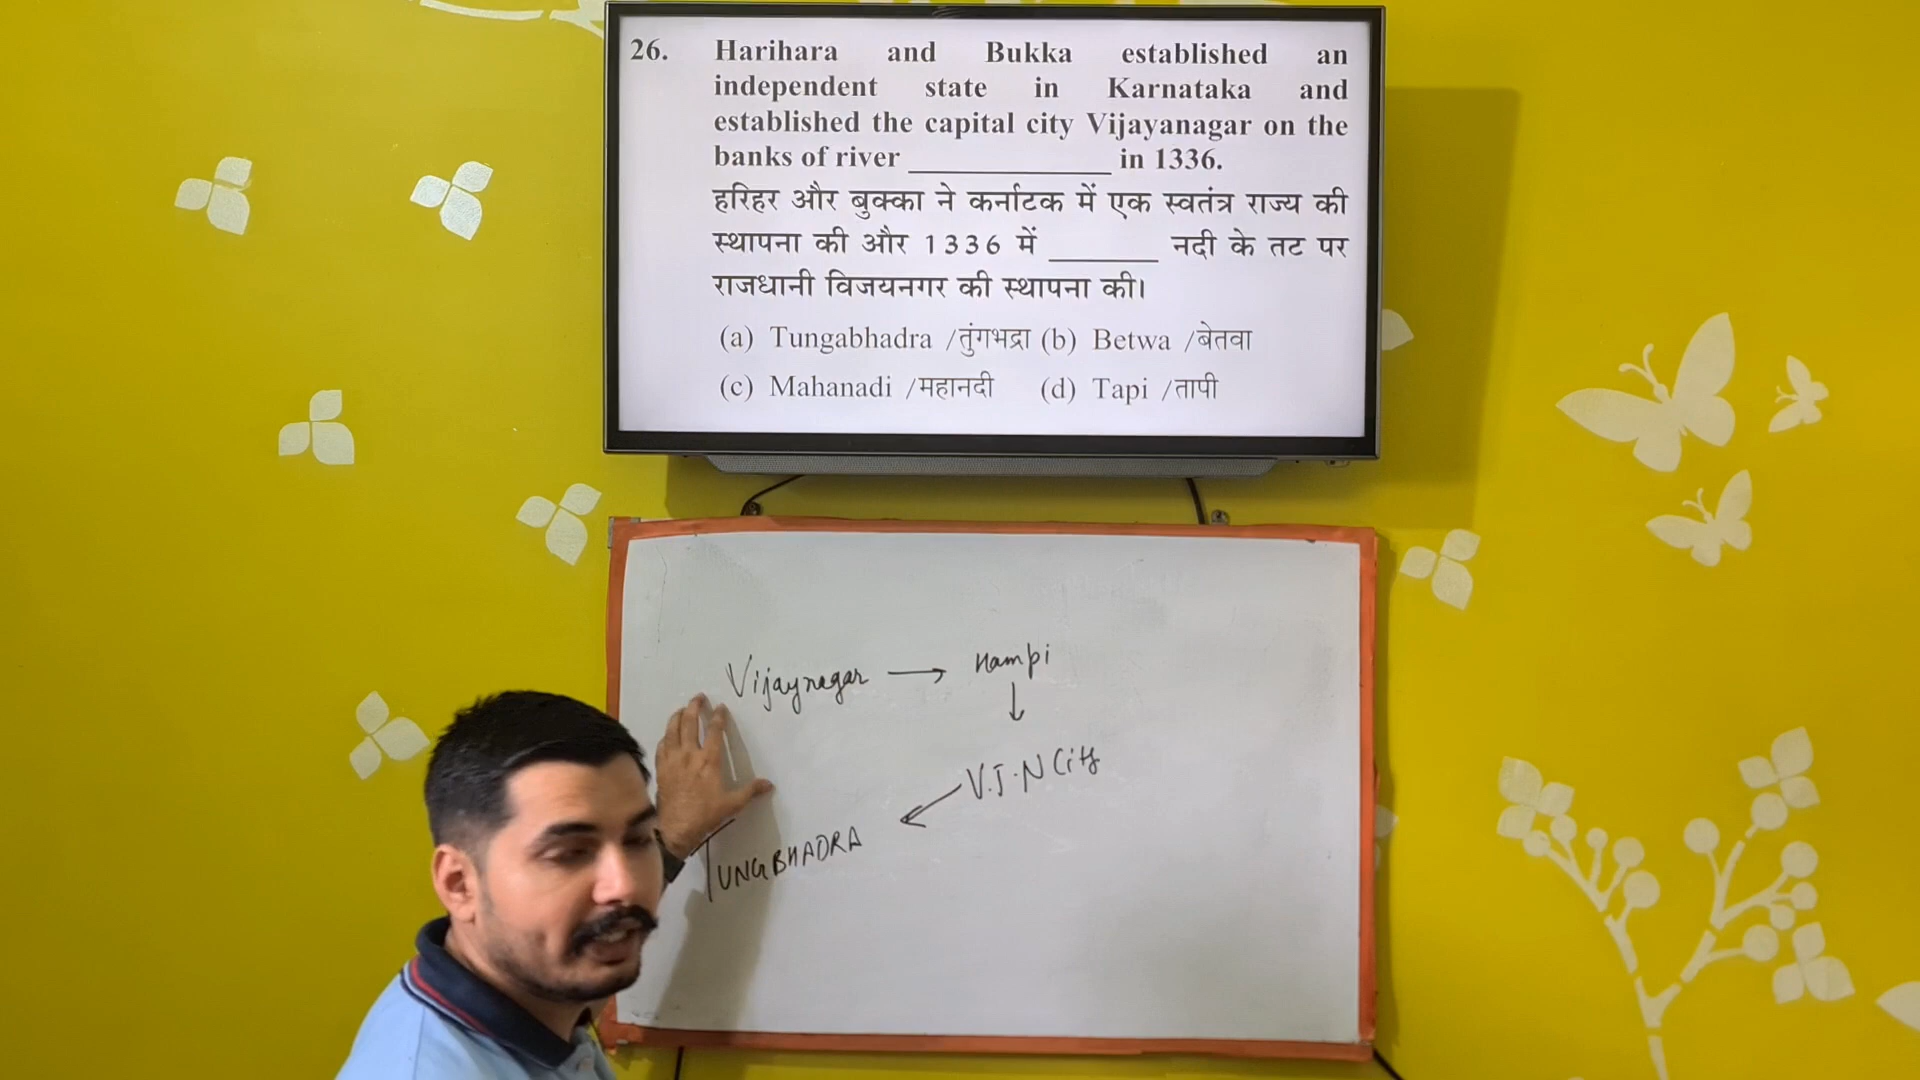 26. Harihara and Bukka established an
independent state in Karnataka and
established the capital city Vijayanagar on the
banks of river ____________ in 1336.
हरिहर और बुक्का ने कर्नाटक में एक स्वतंत्र राज्य की
स्थापना की और 1336 में _______ नदी के तट पर
राजधानी विजयनगर की स्थापना की।
(a) Tungabhadra /तुंगभद्रा (b) Betwa /बेतवा
(c) Mahanadi /महानदी (d) Tapi /तापी
Vijaynagar → Hampi
↓
V.J.N City
TUNGBHADRA